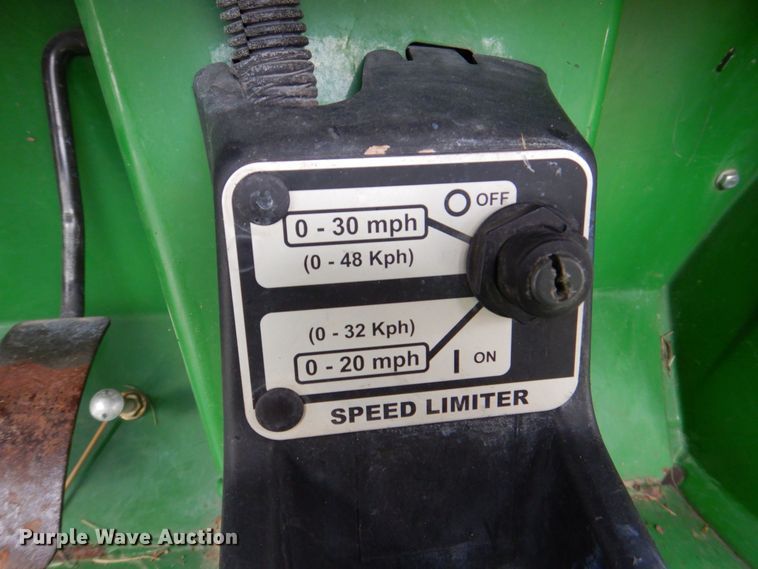 OFF
0 - 30 mph
(0 - 48 Kph)
(0 - 32 Kph)
0 - 20 mph
ON
SPEED LIMITER
Purple Wave Auction